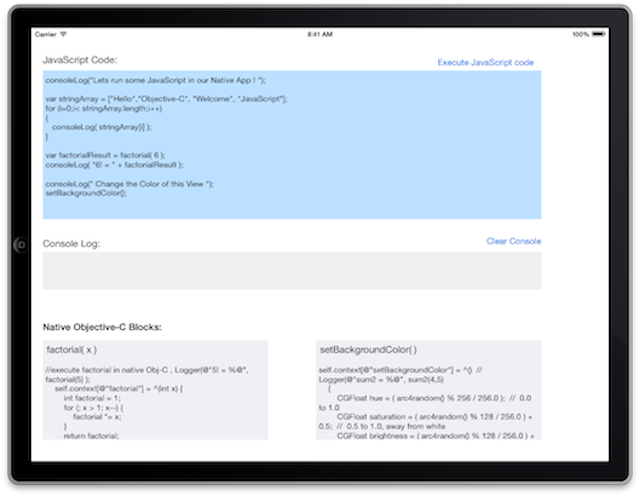 Carrier 8:41 AM 100%
JavaScript Code: Execute JavaScript code
consoleLog("Lets run some JavaScript in our Native App ! ");
var stringArray = ["Hello","Objective-C", "Welcome", "JavaScript"];
for (i=0;i< stringArray.length;i++)
{
consoleLog( stringArray[i] );
}
var factorialResult = factorial( 6 );
consoleLog( "6! = " + factorialResult );
consoleLog(" Change the Color of this View ");
setBackgroundColor();
Console Log: Clear Console
Native Objective-C Blocks:
factorial( x )
//execute factorial in native Obj-C , Logger(@"5! = %@",
factorial(5) );
self.context[@"factorial"] = ^(int x) {
int factorial = 1;
for (; x > 1; x--) {
factorial *= x;
}
return factorial;
setBackgroundColor( )
self.context[@"setBackgroundColor"] = ^() //
Logger(@"sum2 = %@", sum2(4,5)
{
CGFloat hue = ( arc4random() % 256 / 256.0 ); // 0.0
to 1.0
CGFloat saturation = ( arc4random() % 128 / 256.0 ) +
0.5; // 0.5 to 1.0, away from white
CGFloat brightness = ( arc4random() % 128 / 256.0 ) +